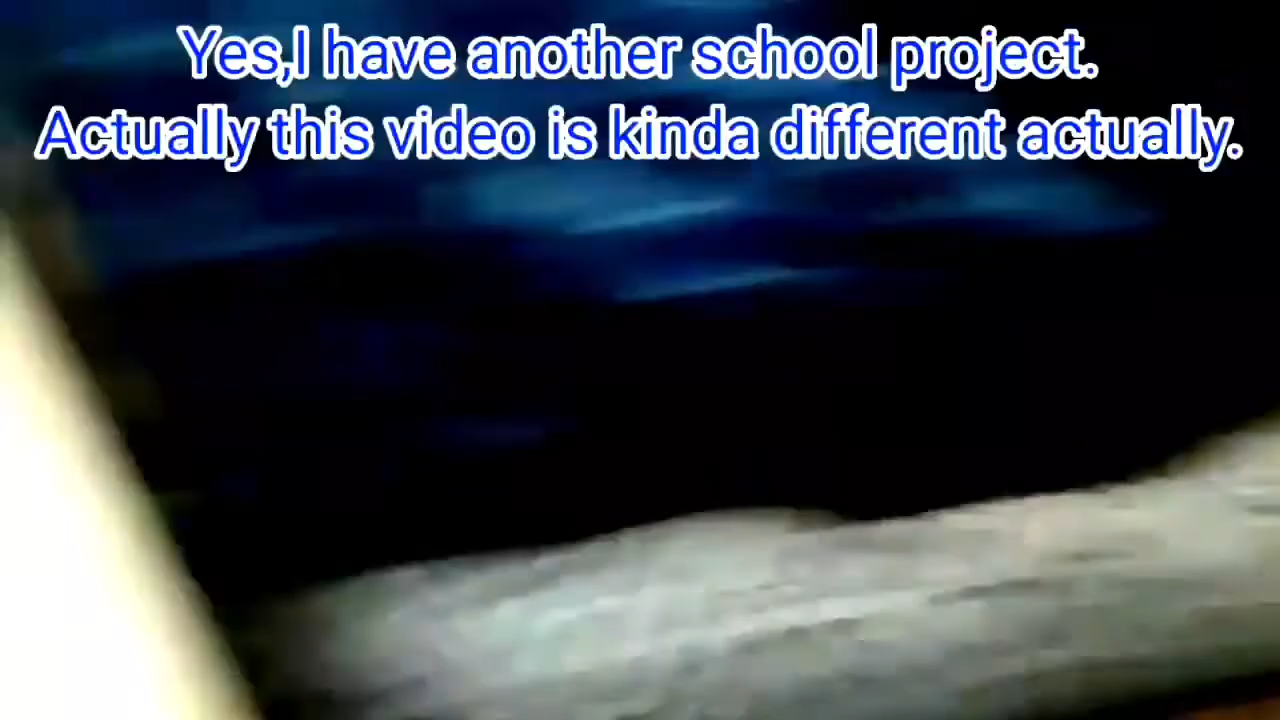 Yes,I have another school project.
Actually this video is kinda different actually.